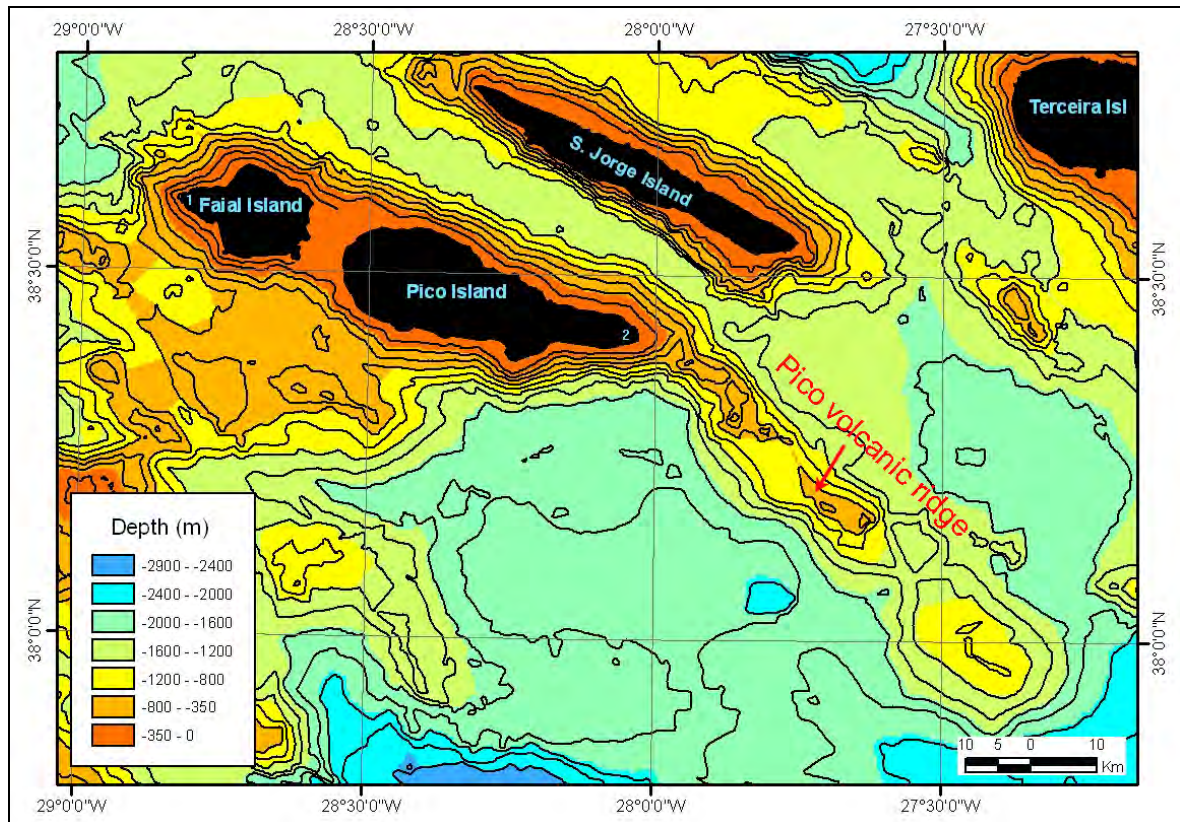 29°0'0"W
28°30'0"W
28°0'0"W
27°30'0"W
Terceira Isl
S. Jorge Island
1
Faial Island
38°30'0"N
38°30'0"N
Pico Island
2
Pico volcanic ridge
Depth (m)
-2900 - -2400
-2400 - -2000
-2000 - -1600
-1600 - -1200
-1200 - -800
-800 - -350
-350 - 0
38°0'0"N
38°0'0"N
10 5 0 10
Km
29°0'0"W
28°30'0"W
28°0'0"W
27°30'0"W